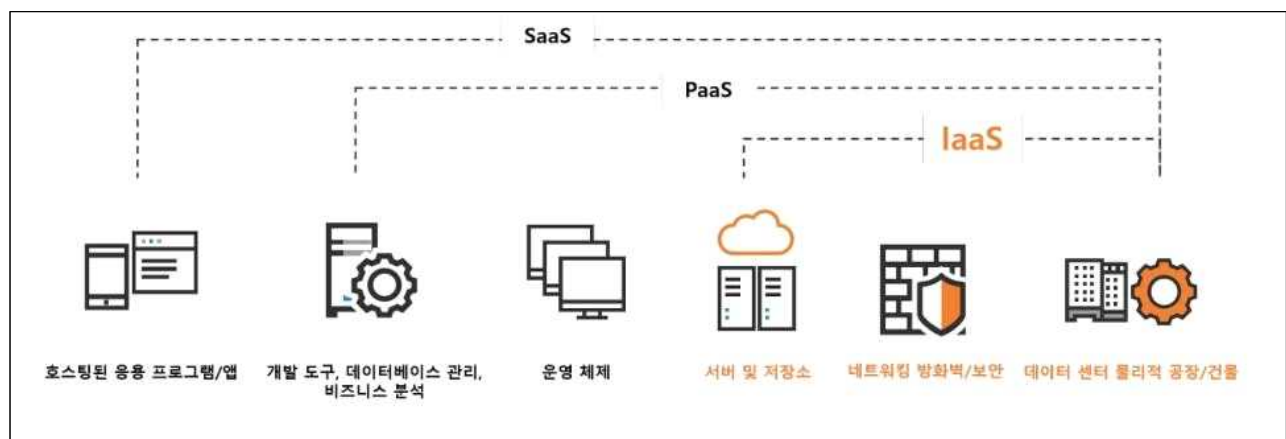 SaaS
PaaS
IaaS
호스팅된 응용 프로그램/앱
개발 도구, 데이터베이스 관리,
비즈니스 분석
운영 체제
서버 및 저장소
네트워킹 방화벽/보안
데이터 센터 물리적 공장/건물